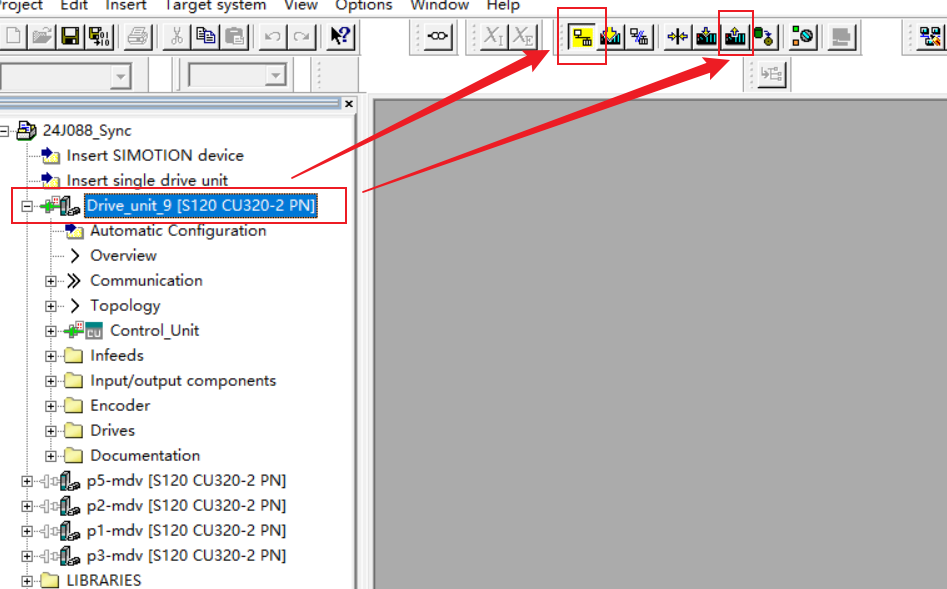 Project Edit Insert Target system View Options Window Help
24J088_Sync
Insert SIMOTION device
Insert single drive unit
Drive_unit_9 [S120 CU320-2 PN]
Automatic Configuration
Overview
Communication
Topology
CU Control_Unit
Infeeds
Input/output components
Encoder
Drives
Documentation
p5-mdv [S120 CU320-2 PN]
p2-mdv [S120 CU320-2 PN]
p1-mdv [S120 CU320-2 PN]
p3-mdv [S120 CU320-2 PN]
LIBRARIES